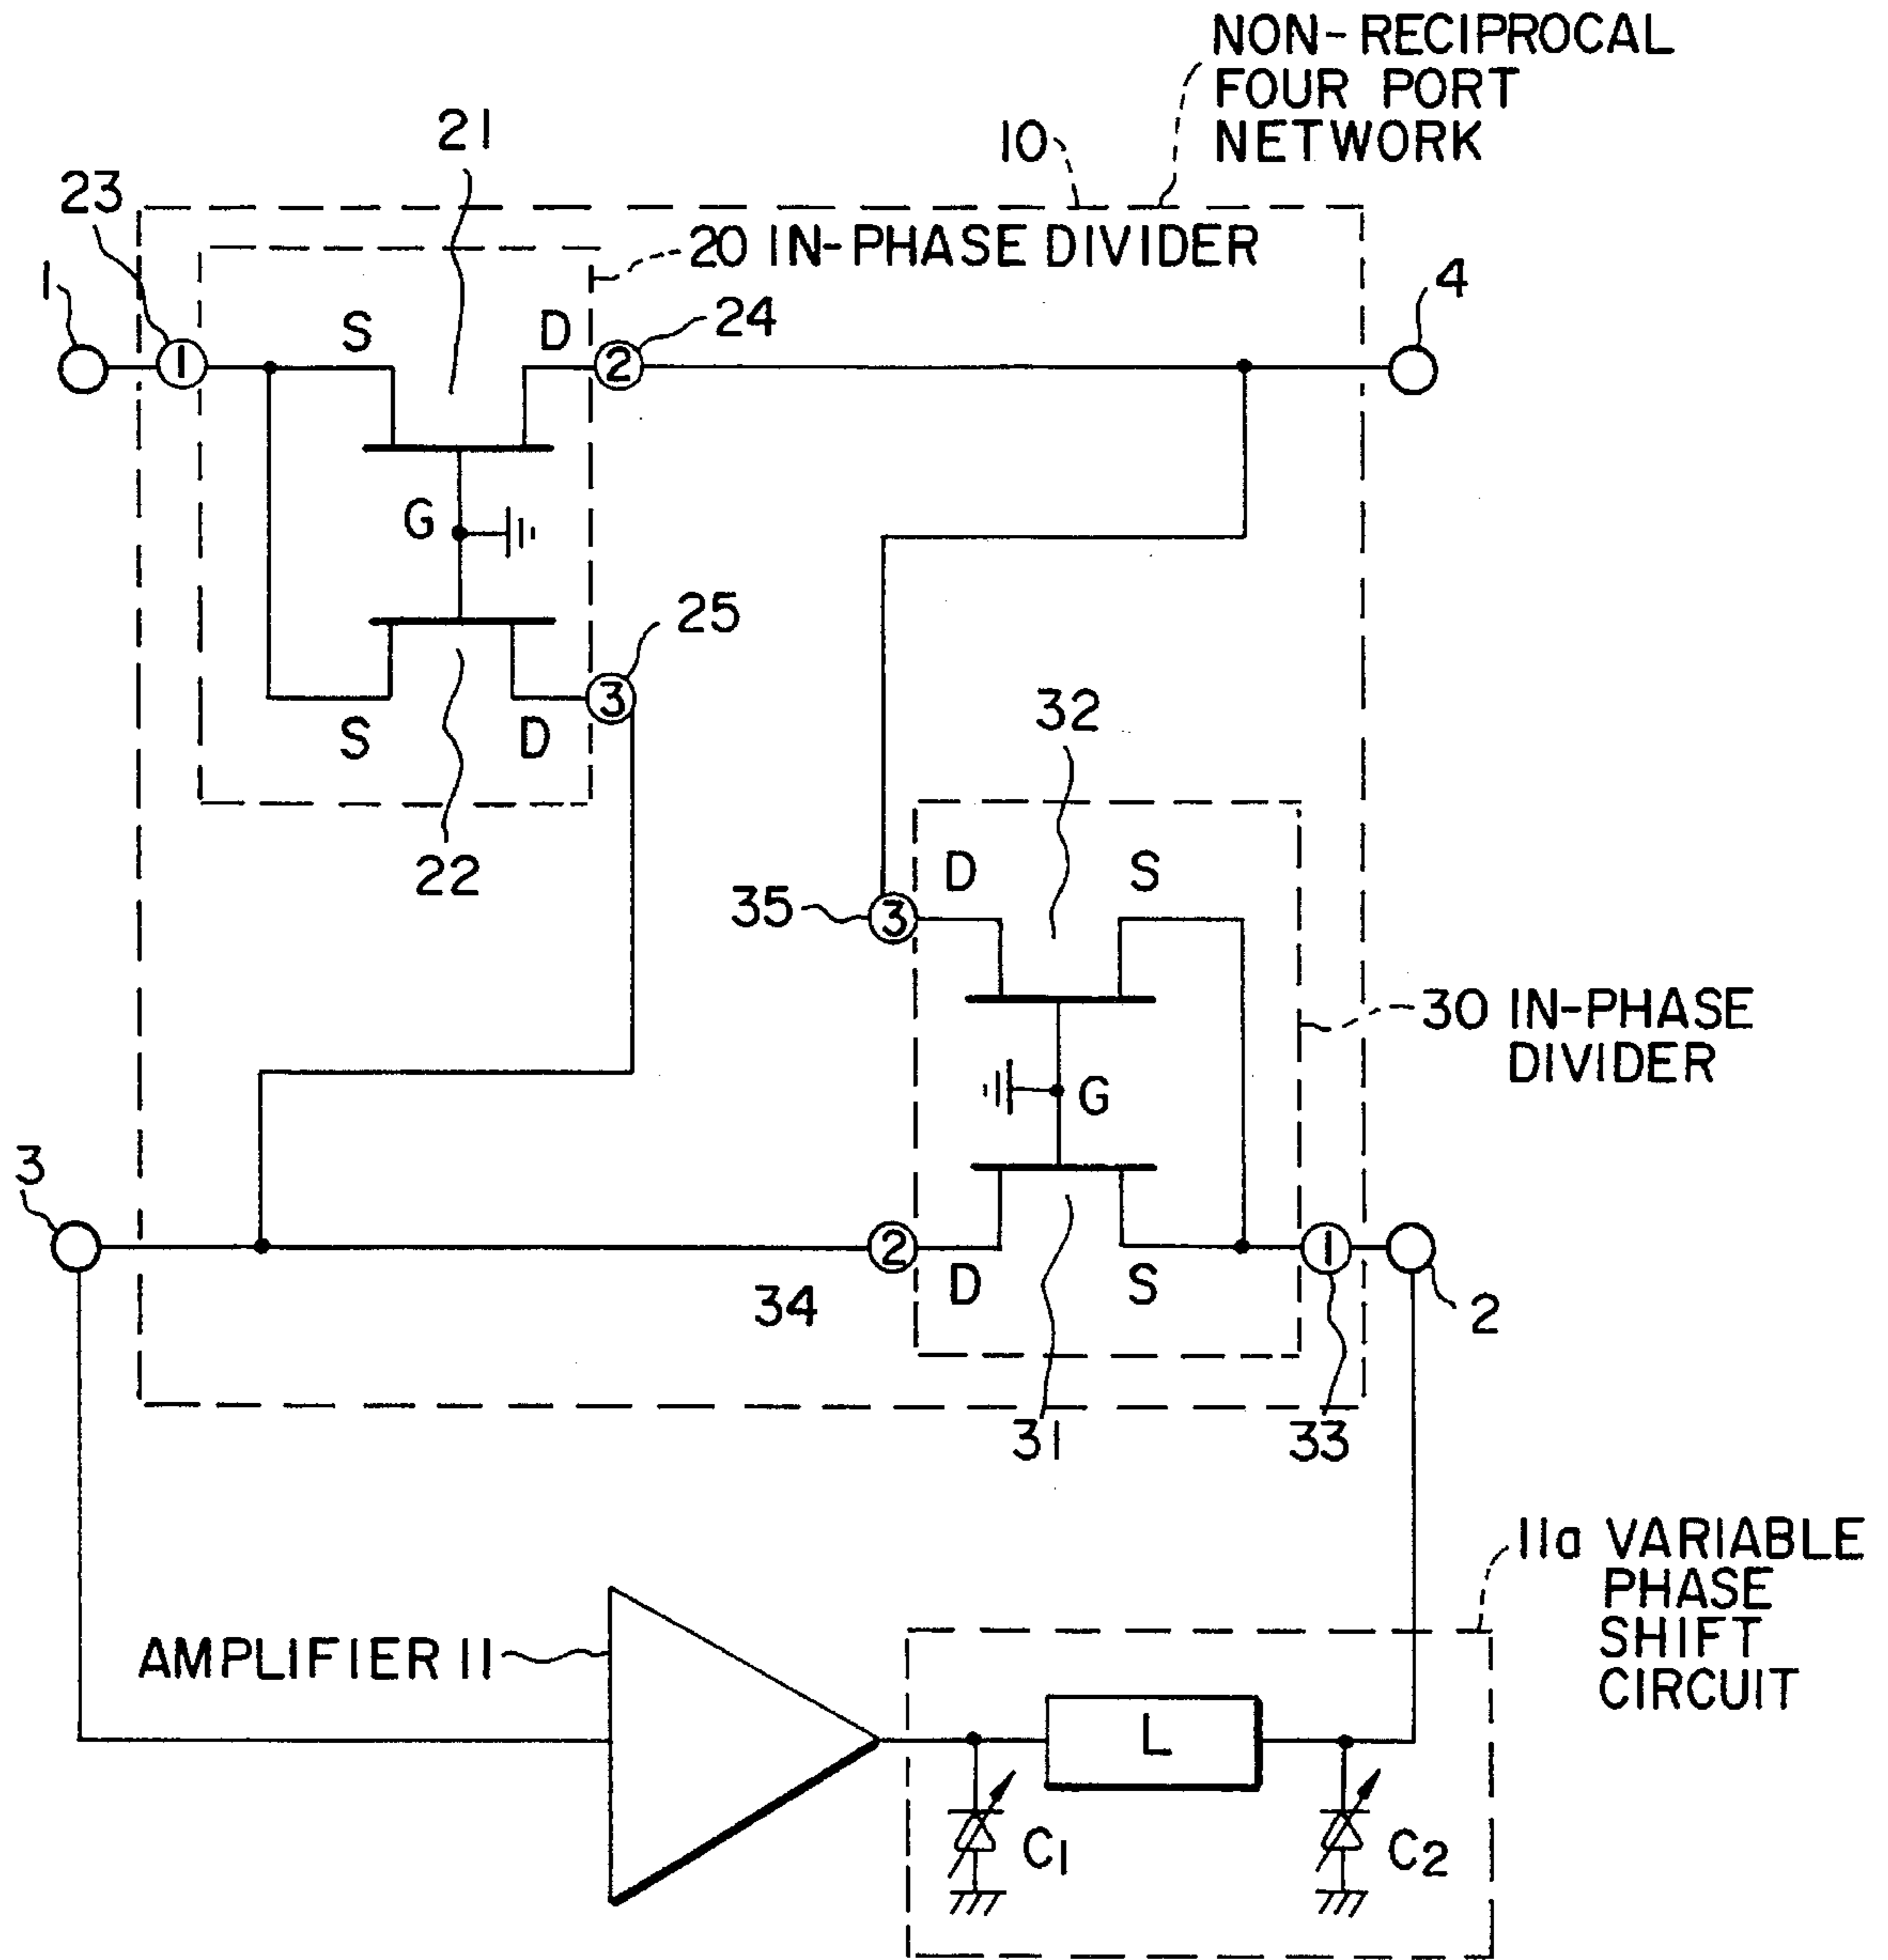 NON-RECIPROCAL
FOUR PORT
NETWORK
10
21
23
20 IN-PHASE DIVIDER
1
4
S
D
24
1
2
G
25
3
S
D
22
32
D
S
35
3
30 IN-PHASE
DIVIDER
G
3
2
1
D
S
34
2
31
33
11a VARIABLE
PHASE
SHIFT
CIRCUIT
AMPLIFIER 11
L
C1
C2